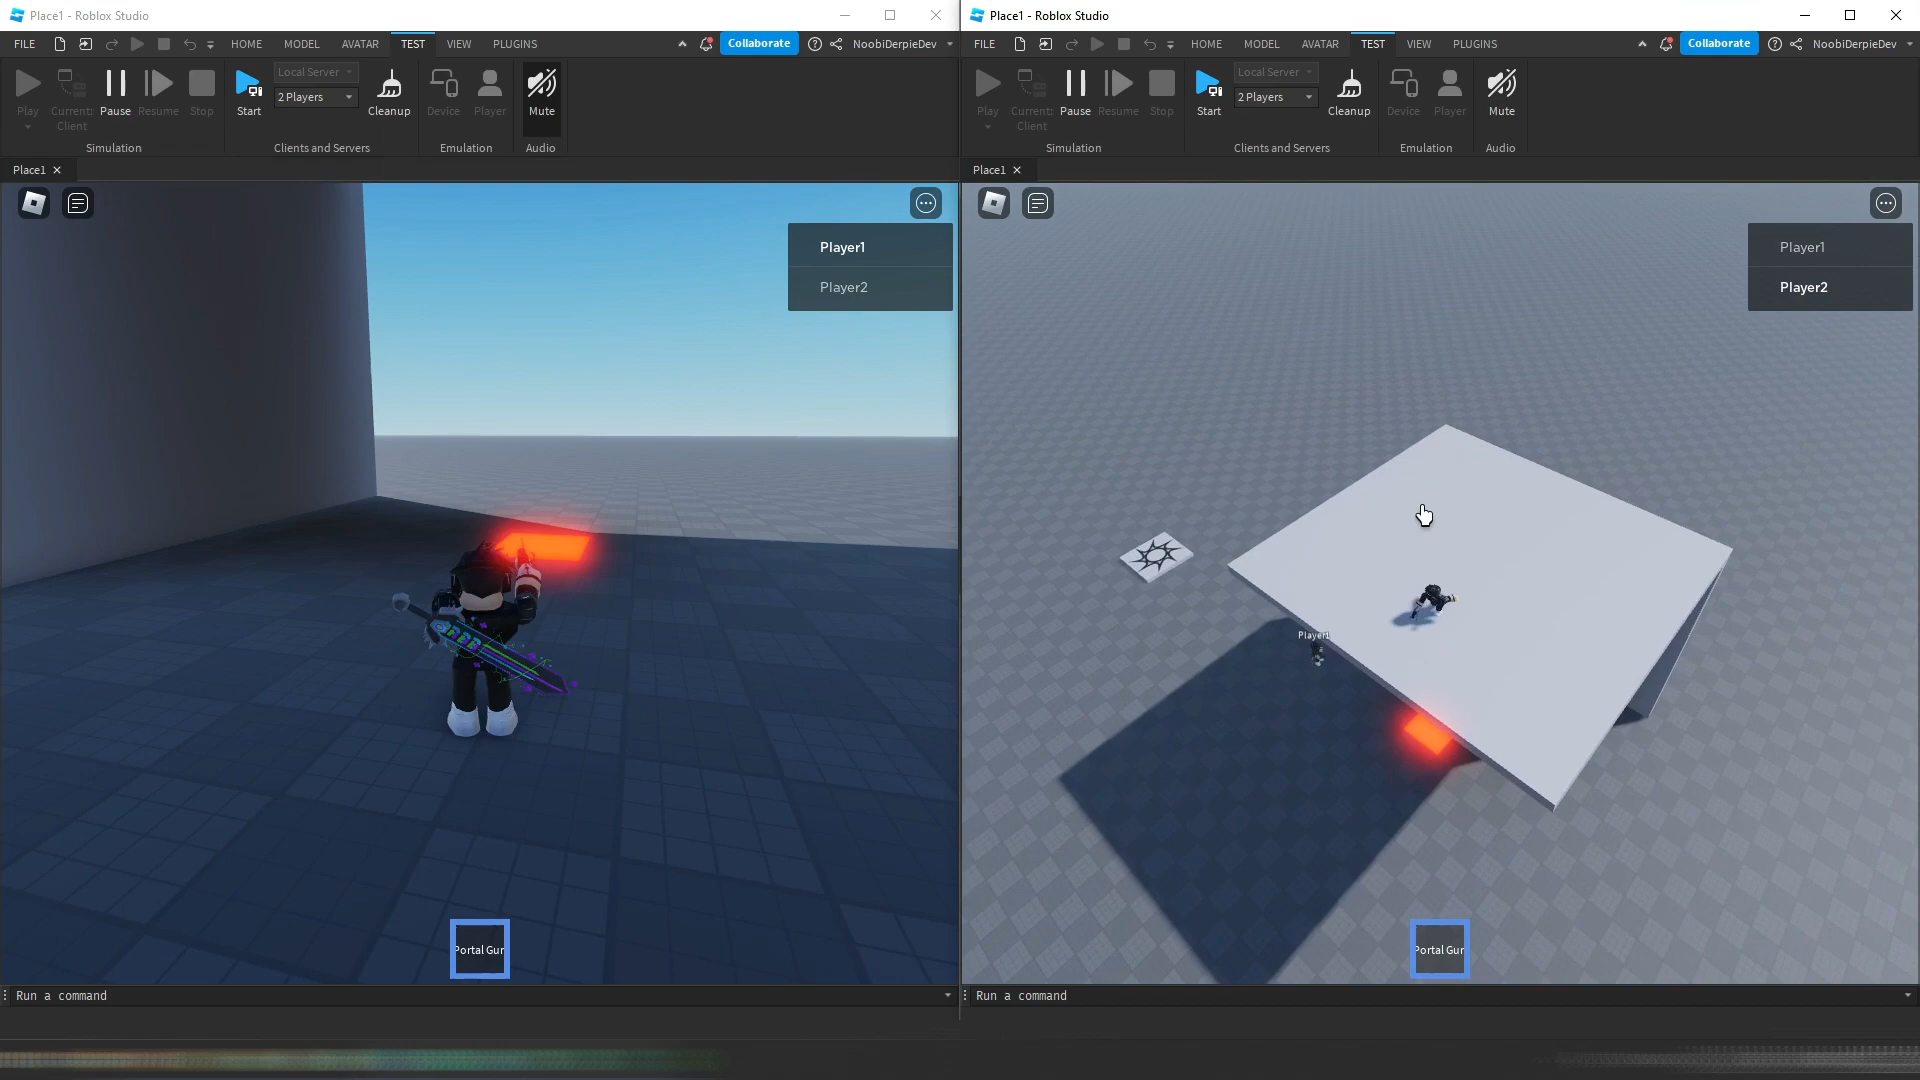 Place1 - Roblox Studio
FILE HOME MODEL AVATAR TEST VIEW PLUGINS Collaborate NoobiDerpieDev
Play Current: Client Pause Resume Stop Start Local Server 2 Players Cleanup Device Player Mute
Simulation Clients and Servers Emulation Audio
Place1
Player1
Player2
Portal Gun
Run a command
Place1 - Roblox Studio
FILE HOME MODEL AVATAR TEST VIEW PLUGINS Collaborate NoobiDerpieDev
Play Current: Client Pause Resume Stop Start Local Server 2 Players Cleanup Device Player Mute
Simulation Clients and Servers Emulation Audio
Place1
Player1
Player2
Player1
Portal Gun
Run a command